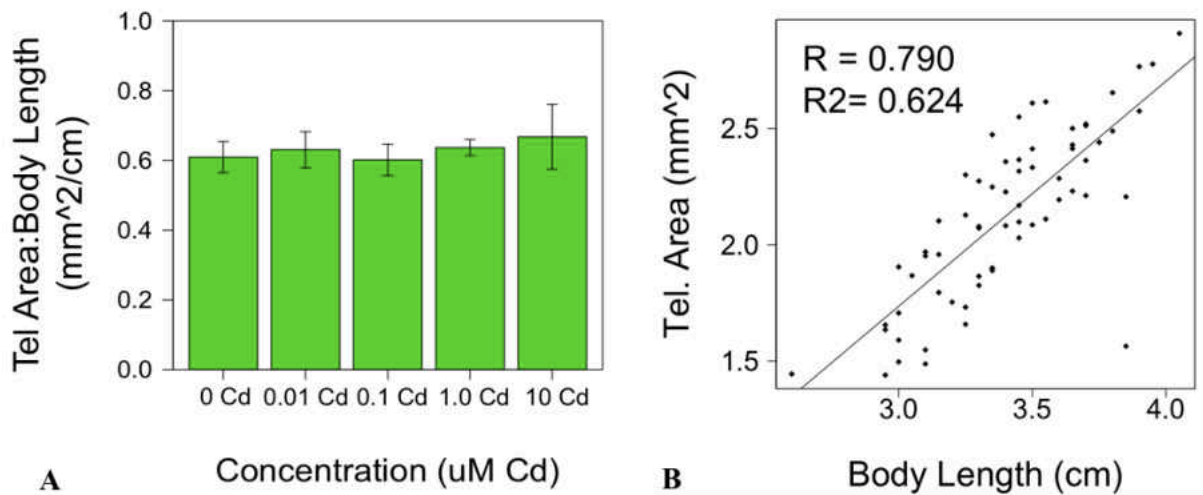 Tel Area:Body Length
(mm^2/cm)
1.0
0.8
0.6
0.4
0.2
0.0
0 Cd 0.01 Cd 0.1 Cd 1.0 Cd 10 Cd
Concentration (uM Cd)
A
Tel. Area (mm^2)
R = 0.790
R2= 0.624
2.5
2.0
1.5
3.0 3.5 4.0
Body Length (cm)
B